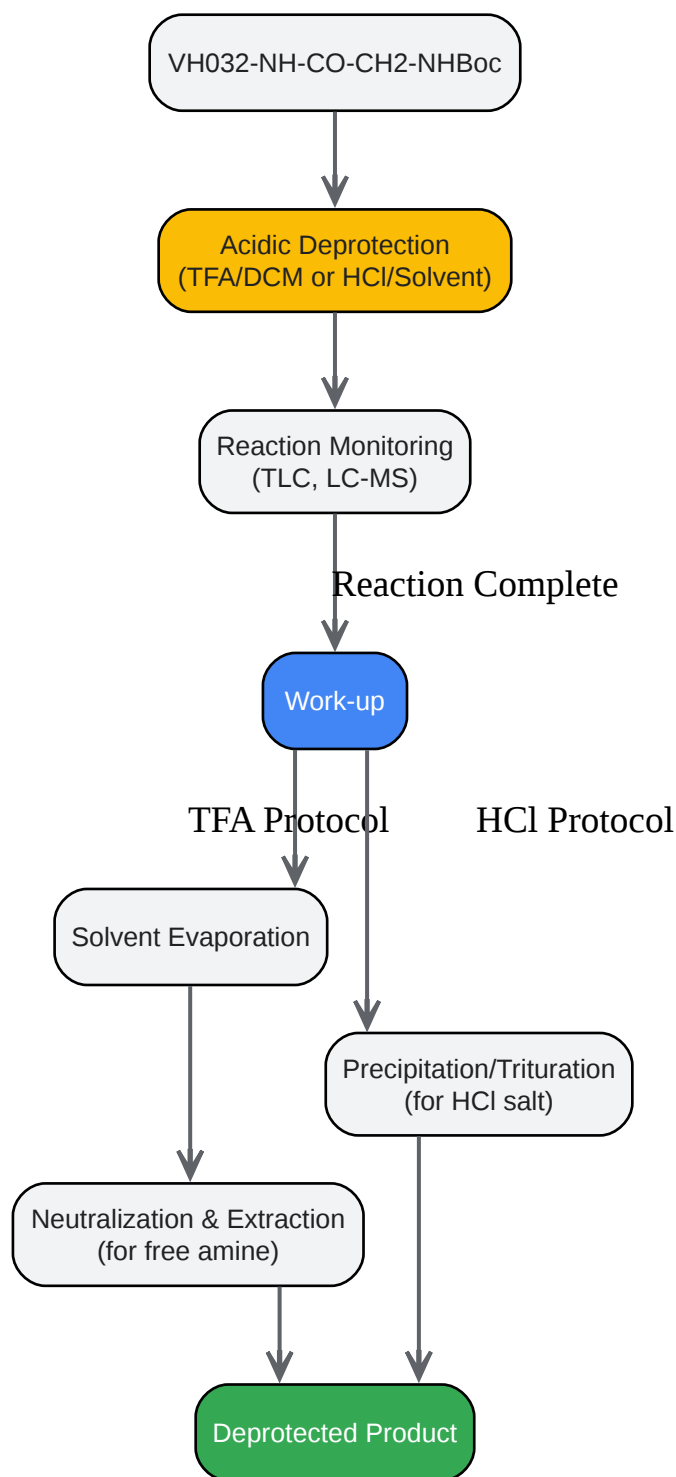 VH032-NH-CO-CH2-NHBoc
Acidic Deprotection
(TFA/DCM or HCl/Solvent)
Reaction Monitoring
(TLC, LC-MS)
Reaction Complete
Work-up
TFA Protocol
HCl Protocol
Solvent Evaporation
Precipitation/Trituration
(for HCl salt)
Neutralization & Extraction
(for free amine)
Deprotected Product